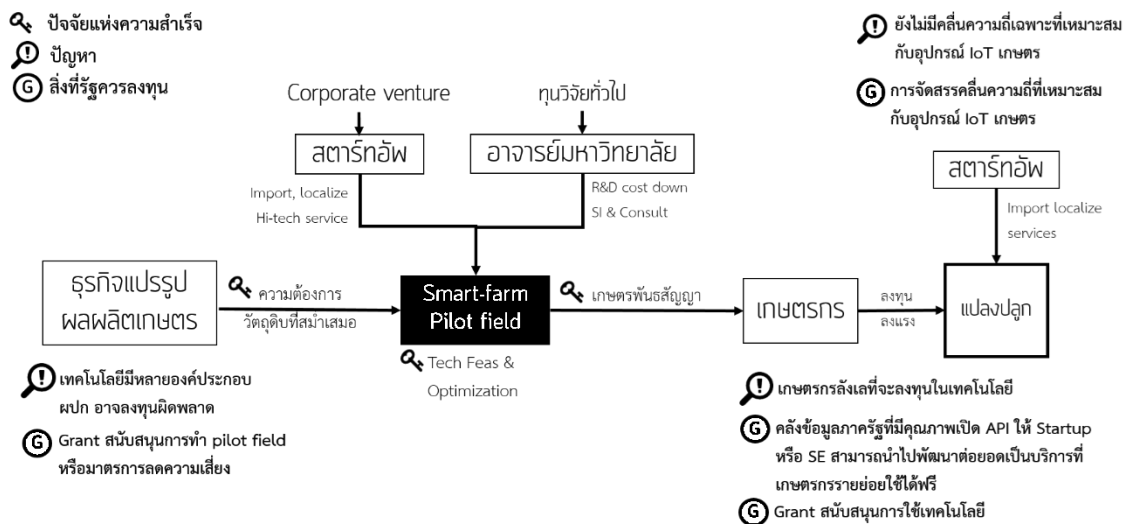 ปัจจัยแห่งความสำเร็จ
ปัญหา
G สิ่งที่รัฐควรลงทุน
ยังไม่มีคลื่นความถี่เฉพาะที่เหมาะสม
กับอุปกรณ์ IoT เกษตร
G การจัดสรรคลื่นความถี่ที่เหมาะสม
กับอุปกรณ์ IoT เกษตร
Corporate venture
ทุนวิจัยทั่วไป
สตาร์ทอัพ
อาจารย์มหาวิทยาลัย
สตาร์ทอัพ
Import, localize
Hi-tech service
R&D cost down
SI & Consult
Import localize
services
ธุรกิจแปรรูป
ผลผลิตเกษตร
ความต้องการ
วัตถุดิบที่สม่ำเสมอ
Smart-farm
Pilot field
เกษตรพันธสัญญา
เกษตรกร
ลงทุน
ลงแรง
แปลงปลูก
Tech Feas &
Optimization
เทคโนโลยีมีหลายองค์ประกอบ
ผปก อาจลงทุนผิดพลาด
G Grant สนับสนุนการทำ pilot field
หรือมาตรการลดความเสี่ยง
เกษตรกรลังเลที่จะลงทุนในเทคโนโลยี
G คลังข้อมูลภาครัฐที่มีคุณภาพเปิด API ให้ Startup
หรือ SE สามารถนำไปพัฒนาต่อยอดเป็นบริการที่
เกษตรกรรายย่อยใช้ได้ฟรี
G Grant สนับสนุนการใช้เทคโนโลยี